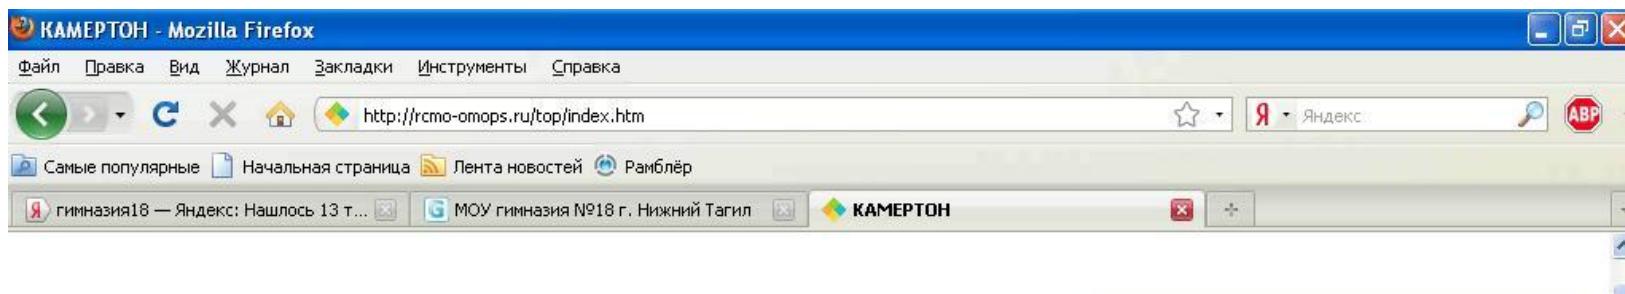 КАМЕРТОН - Mozilla Firefox
Файл Правка Вид Журнал Закладки Инструменты Справка
http://rcmo-omops.ru/top/index.htm Я Яндекс ABP
Самые популярные Начальная страница Лента новостей Рамблёр
Я гимназия18 — Яндекс: Нашлось 13 т... G МОУ гимназия №18 г. Нижний Тагил КАМЕРТОН